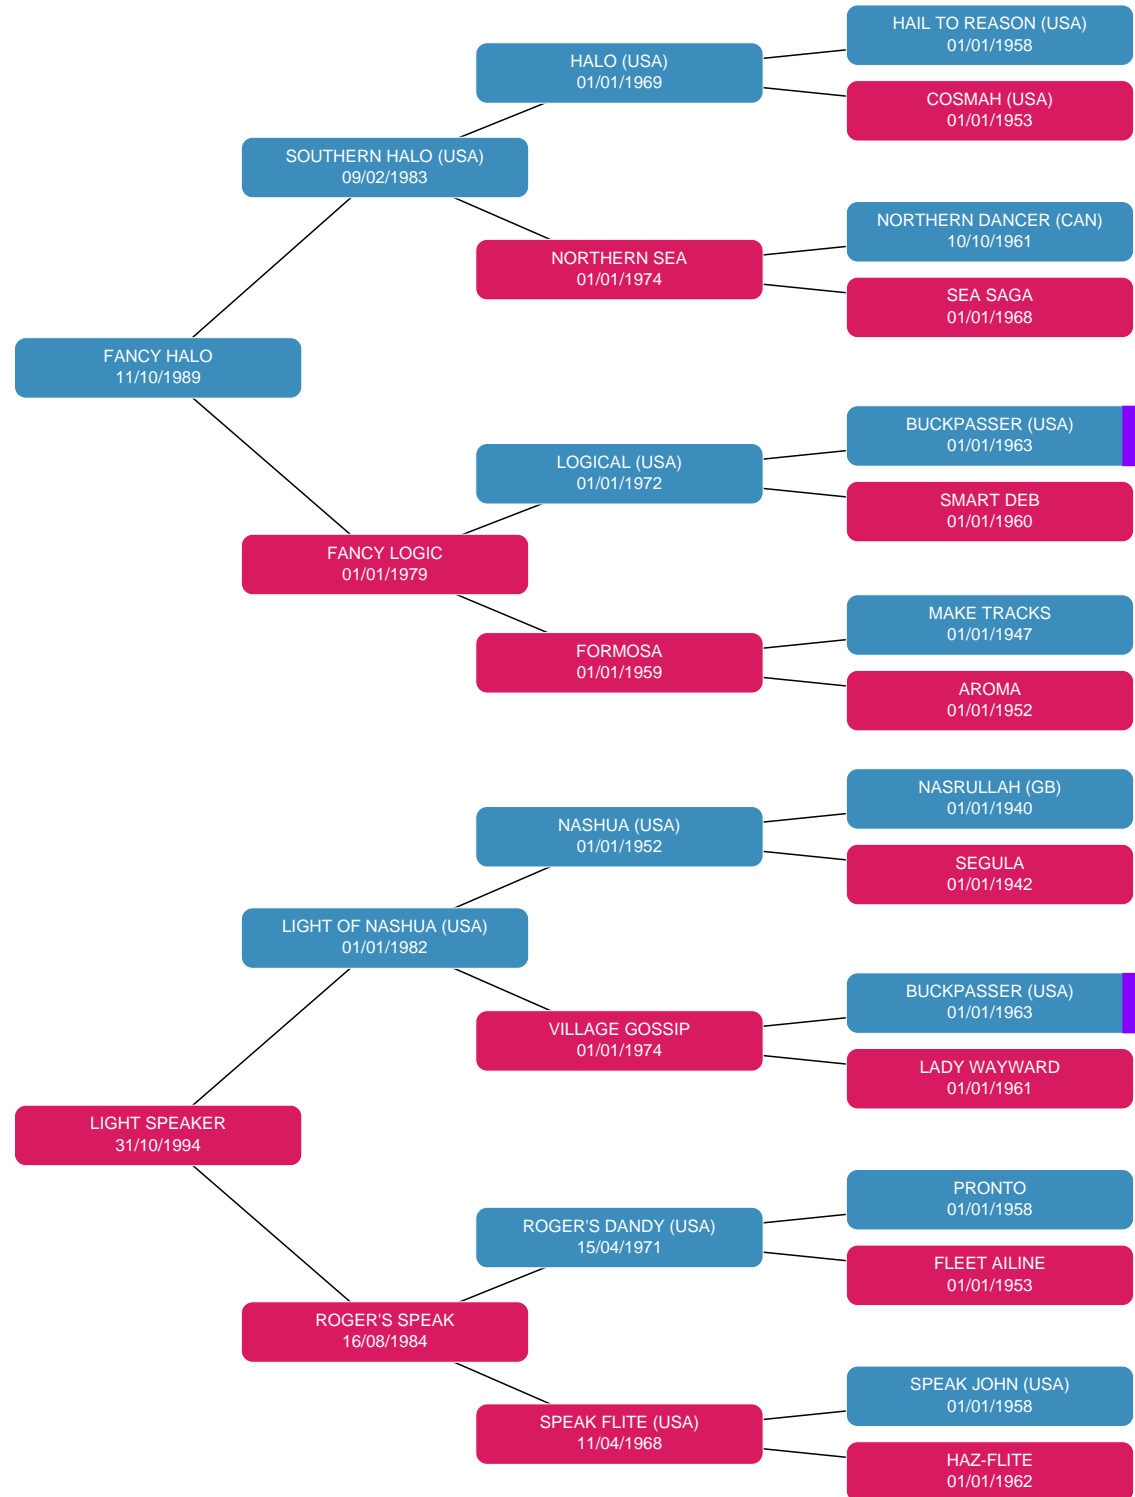 HAIL TO REASON (USA)
01/01/1958
HALO (USA)
01/01/1969
COSMAH (USA)
01/01/1953
SOUTHERN HALO (USA)
09/02/1983
NORTHERN DANCER (CAN)
10/10/1961
NORTHERN SEA
01/01/1974
SEA SAGA
01/01/1968
FANCY HALO
11/10/1989
BUCKPASSER (USA)
01/01/1963
LOGICAL (USA)
01/01/1972
SMART DEB
01/01/1960
FANCY LOGIC
01/01/1979
MAKE TRACKS
01/01/1947
FORMOSA
01/01/1959
AROMA
01/01/1952
NASRULLAH (GB)
01/01/1940
NASHUA (USA)
01/01/1952
SEGULA
01/01/1942
LIGHT OF NASHUA (USA)
01/01/1982
BUCKPASSER (USA)
01/01/1963
VILLAGE GOSSIP
01/01/1974
LADY WAYWARD
01/01/1961
LIGHT SPEAKER
31/10/1994
PRONTO
01/01/1958
ROGER'S DANDY (USA)
15/04/1971
FLEET AILINE
01/01/1953
ROGER'S SPEAK
16/08/1984
SPEAK JOHN (USA)
01/01/1958
SPEAK FLITE (USA)
11/04/1968
HAZ-FLITE
01/01/1962